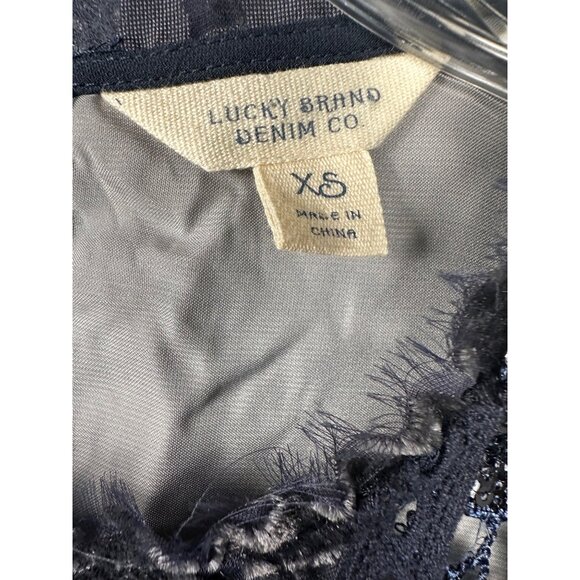 LUCKY BRAND
DENIM CO
XS
MADE IN
CHINA